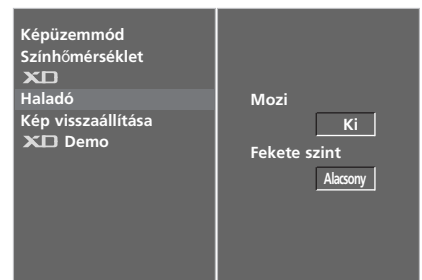 Képüzemmód
Színhőmérséklet
XD
Haladó
Kép visszaállítása
XD Demo
Mozi
Ki
Fekete szint
Alacsony